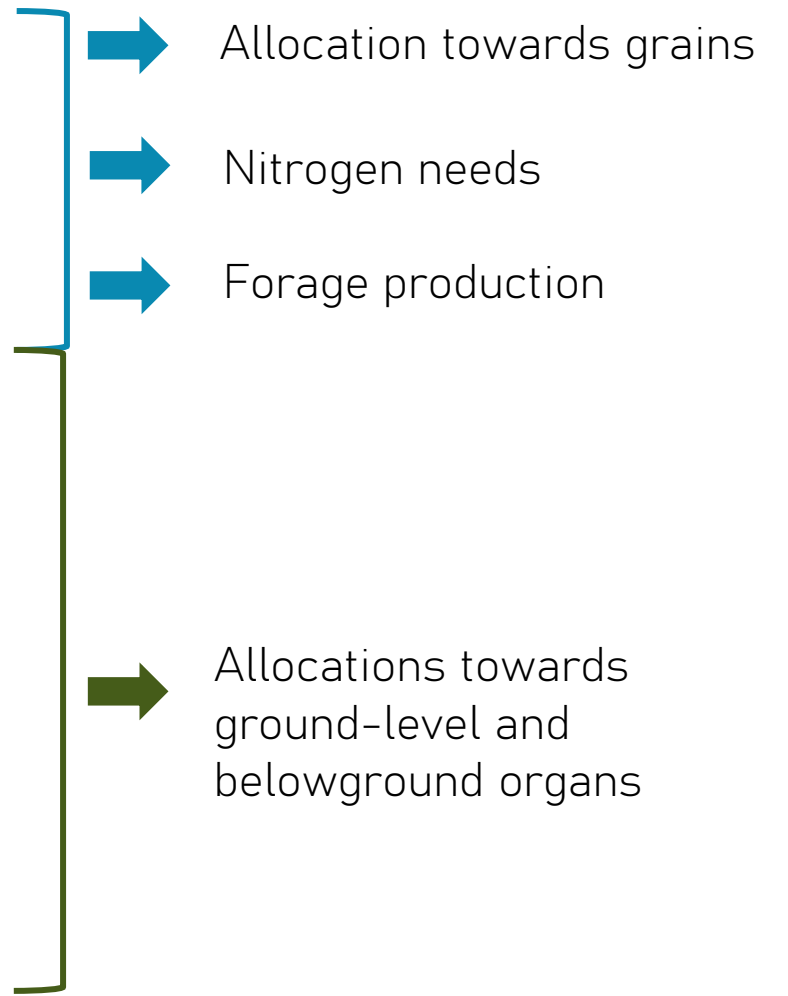 Allocation towards grains
Nitrogen needs
Forage production
Allocations towards
ground-level and
belowground organs